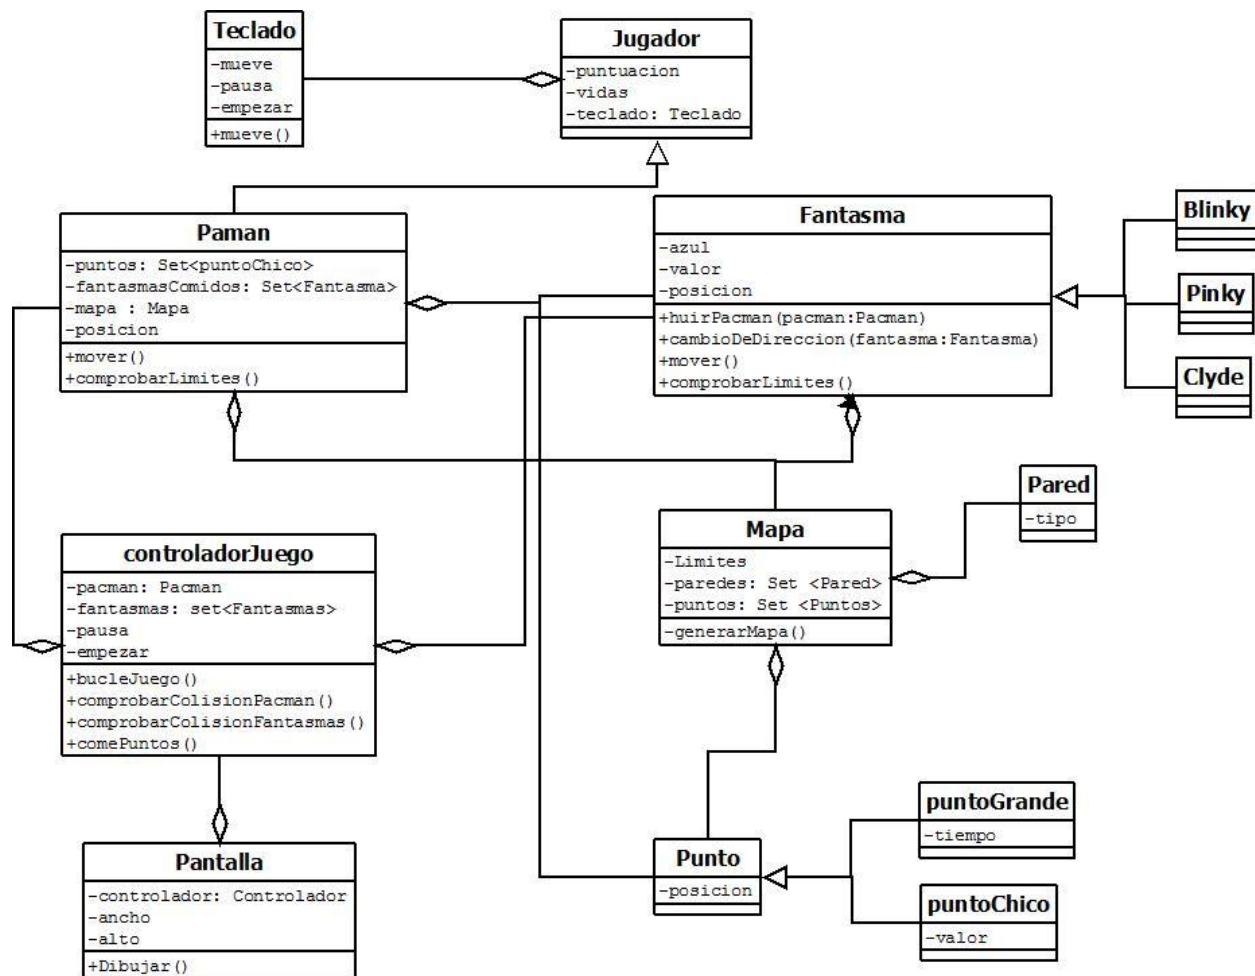 Teclado
-mueve
-pausa
-empezar
+mueve()
Jugador
-puntuacion
-vidas
-teclado: Teclado
Paman
-puntos: Set<puntoChico>
-fantasmasComidos: Set<Fantasma>
-mapa : Mapa
-posicion
+mover()
+comprobarLimites()
Fantasma
-azul
-valor
-posicion
+huirPacman(pacman:Pacman)
+cambioDeDireccion(fantasma:Fantasma)
+mover()
+comprobarLimites()
Blinky
Pinky
Clyde
Pared
-tipo
Mapa
-Limites
-paredes: Set <Pared>
-puntos: Set <Puntos>
-generarMapa()
controladorJuego
-pacman: Pacman
-fantasmas: set<Fantasmas>
-pausa
-empezar
+bucleJuego()
+comprobarColisionPacman()
+comprobarColisionFantasmas()
+comePuntos()
Pantalla
-controlador: Controlador
-ancho
-alto
+Dibujar()
Punto
-posicion
puntoGrande
-tiempo
puntoChico
-valor